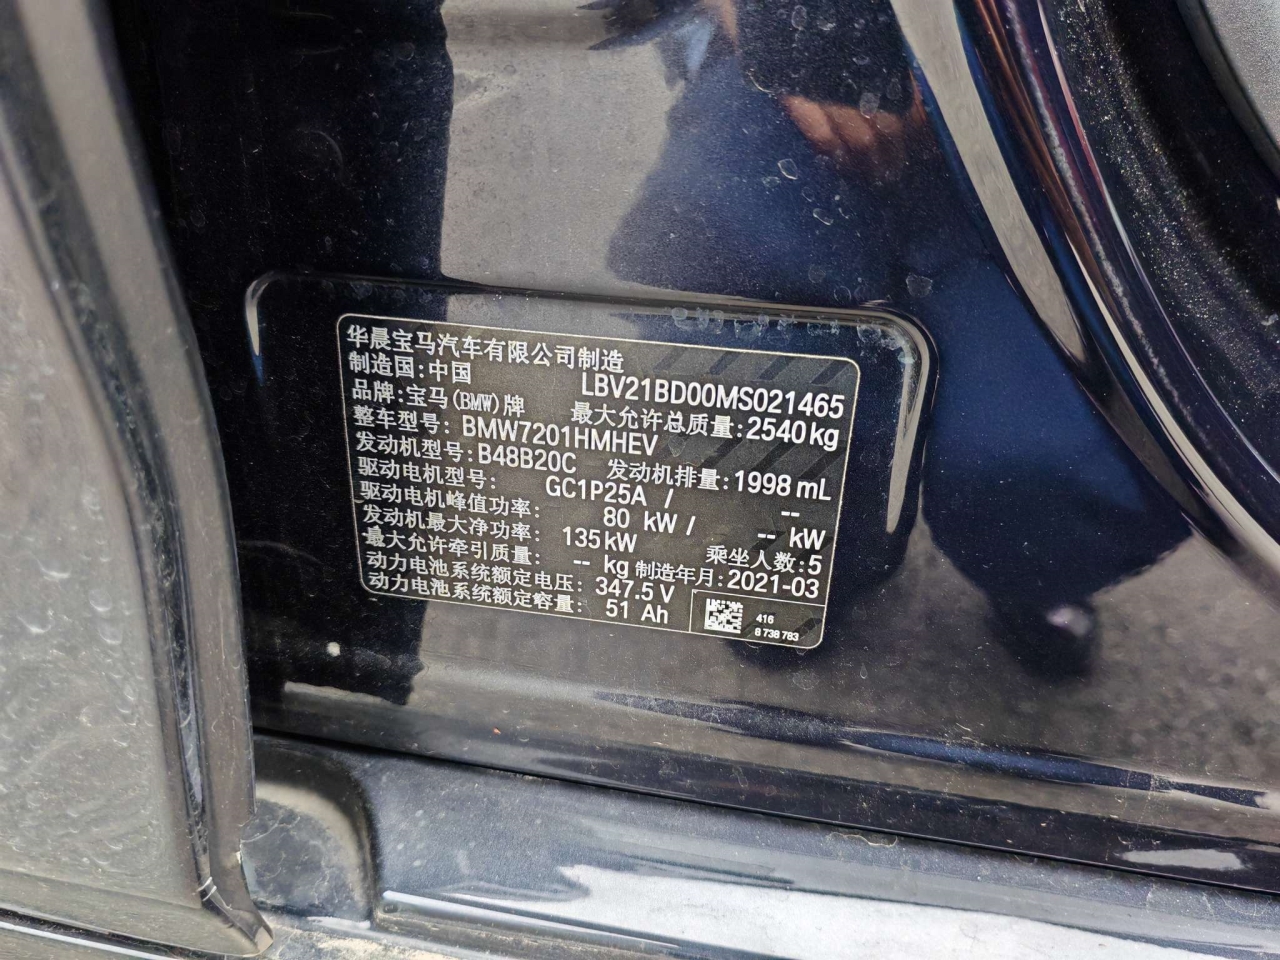 华晨宝马汽车有限公司制造
制造国:中国
LBV21BD00MS021465
品牌:宝马(BMW)牌 最大允许总质量:2540kg
整车型号: BMW7201HMHEV
发动机型号:B48B20C 发动机排量:1998 mL
驱动电机型号: GC1P25A / --
驱动电机峰值功率: 80 kW / -- kW
发动机最大净功率: 135kW 乘坐人数:5
最大允许牵引质量: -- kg 制造年月:2021-03
动力电池系统额定电压: 347.5 V
动力电池系统额定容量: 51 Ah
416
8 738 783